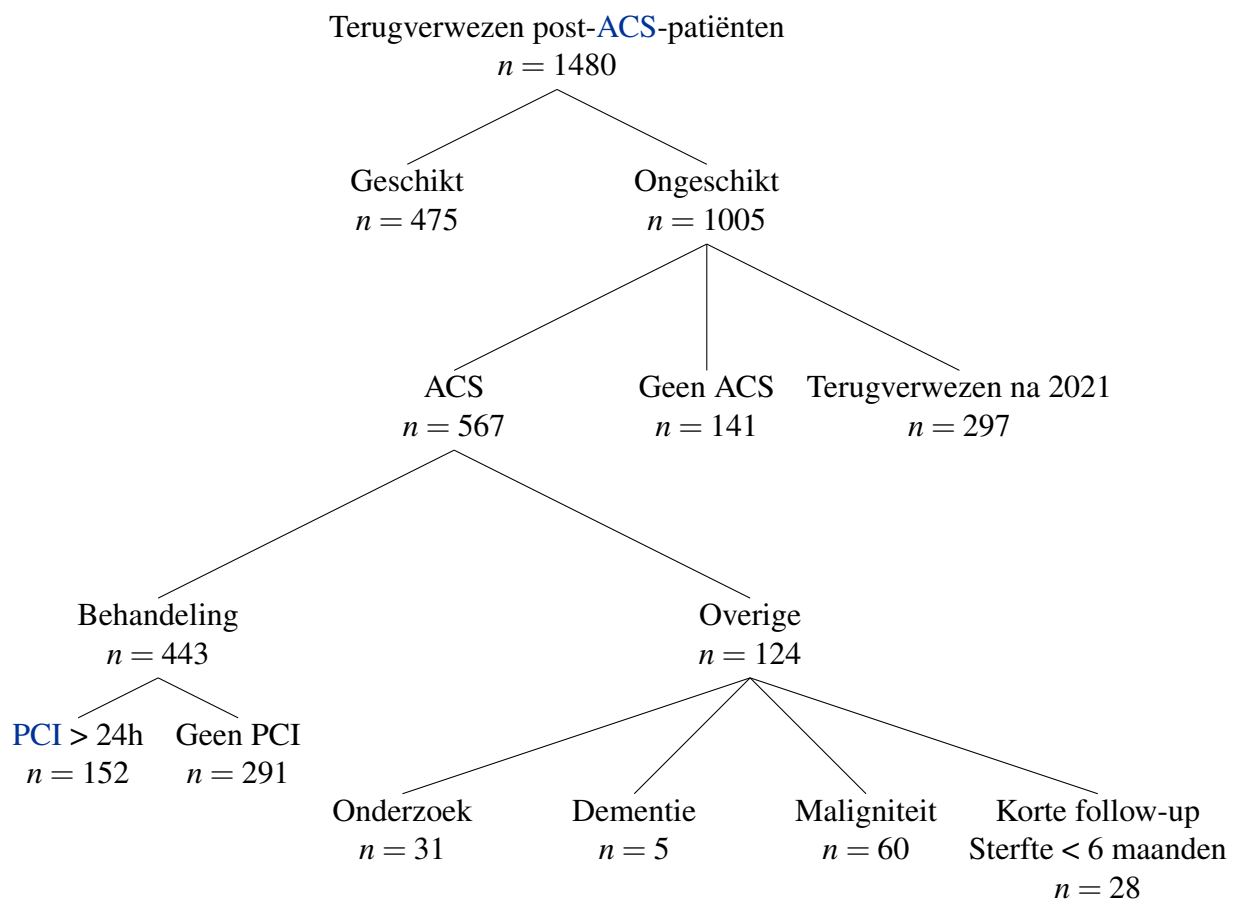 Terugverwezen post-ACS-patiënten
n = 1480
Geschikt
n = 475
Ongeschikt
n = 1005
ACS
n = 567
Geen ACS
n = 141
Terugverwezen na 2021
n = 297
Behandeling
n = 443
Overige
n = 124
PCI > 24h
n = 152
Geen PCI
n = 291
Onderzoek
n = 31
Dementie
n = 5
Maligniteit
n = 60
Korte follow-up
Sterfte < 6 maanden
n = 28